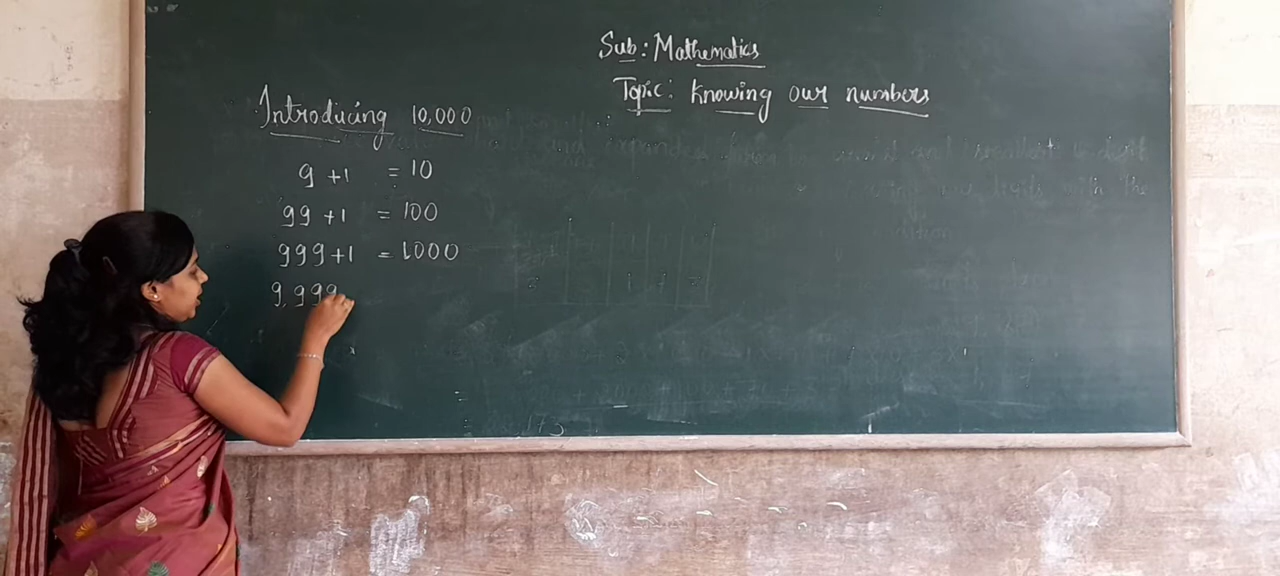 Sub: Mathematics
Topic: Knowing our numbers
Introducing 10,000
9 +1 = 10
99 +1 = 100
999+1 = 1000
9,999